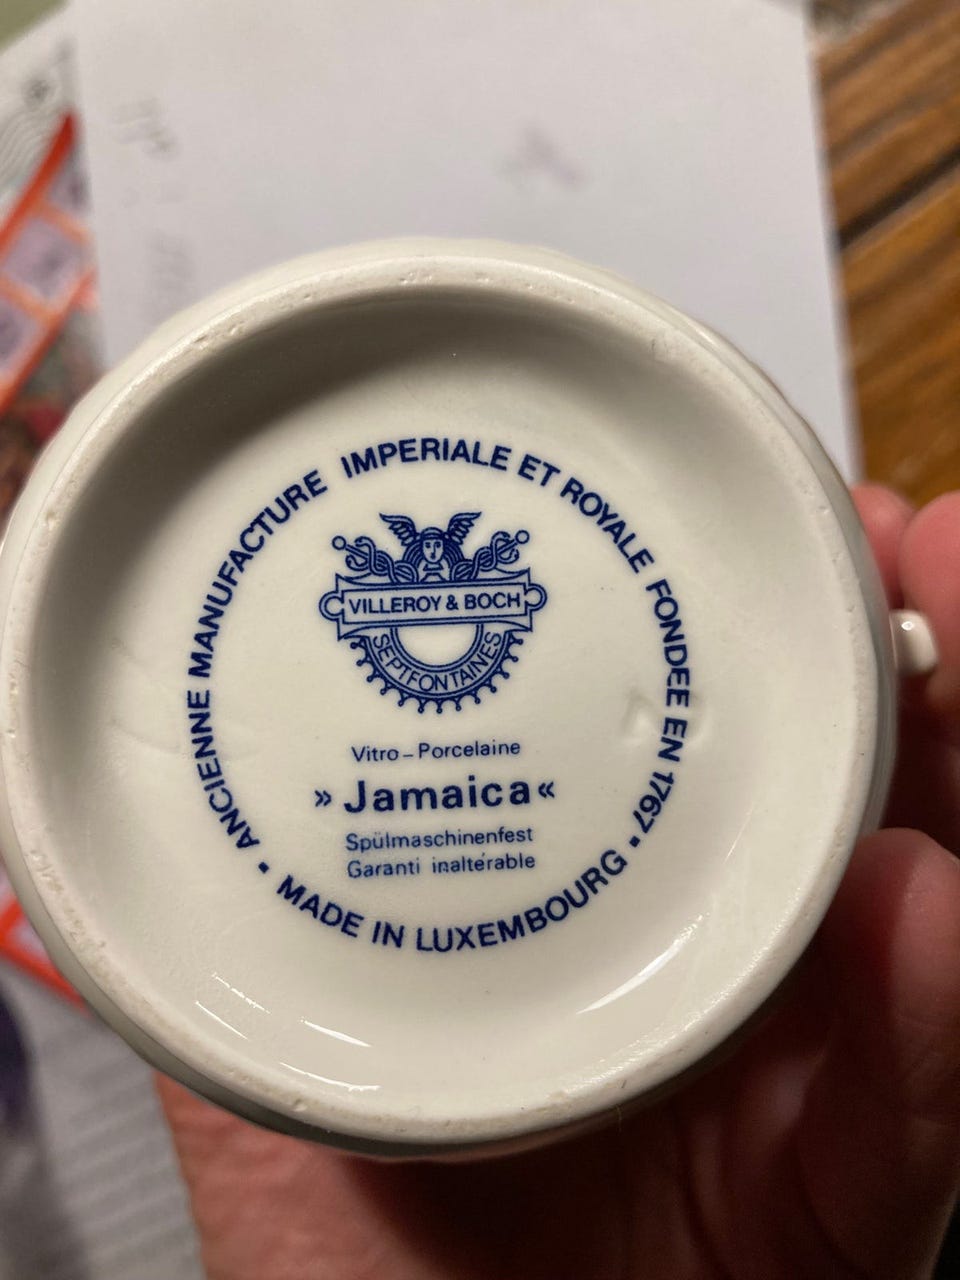 ANCIENNE MANUFACTURE IMPERIALE ET ROYALE FONDEE EN 1767 • MADE IN LUXEMBOURG •
VILLEROY & BOCH
SEPTFONTAINES
Vitro – Porcelaine
» Jamaica «
Spülmaschinenfest
Garanti inaltérable